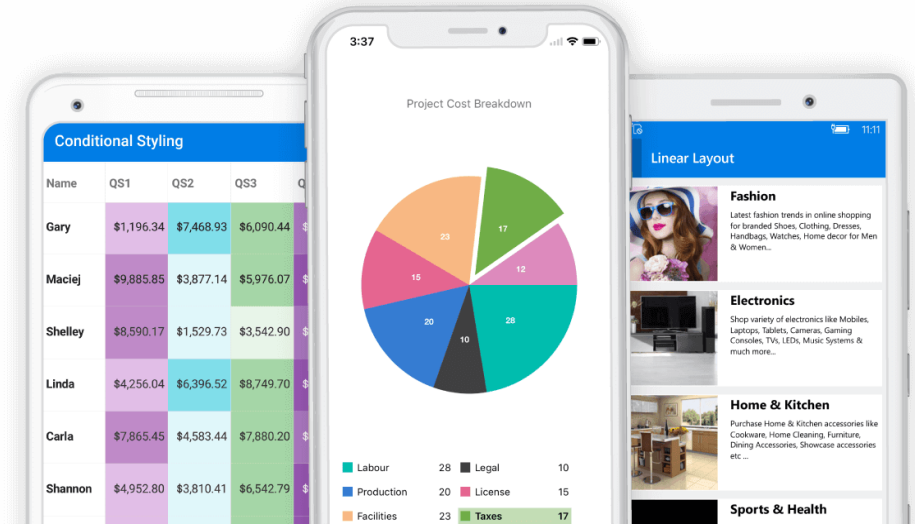 Conditional Styling
Name QS1 QS2 QS3
Gary $1,196.34 $7,468.93 $6,090.44 $
Maciej $9,885.85 $3,877.14 $5,976.07 $
Shelley $8,590.17 $1,529.73 $3,542.90 $
Linda $4,256.04 $6,396.52 $8,749.70 $
Carla $7,865.45 $4,583.44 $7,880.20 $
Shannon $4,952.80 $3,810.41 $6,542.79 $
3:37
Project Cost Breakdown
23
17
12
15
20
28
10
Labour 28 Legal 10
Production 20 License 15
Facilities 23 Taxes 17
11:11
Linear Layout
Fashion
Latest fashion trends in online shopping
for branded Shoes, Clothing, Dresses,
Handbags, Watches, Home decor for Men
& Women...
Electronics
Shop variety of electronics like Mobiles,
Laptops, Tablets, Cameras, Gaming
Consoles, TVs, LEDs, Music Systems &
much more...
Home & Kitchen
Purchase Home & Kitchen accessories like
Cookware, Home Cleaning, Furniture,
Dining Accessories, Showcase accessories
etc ...
Sports & Health